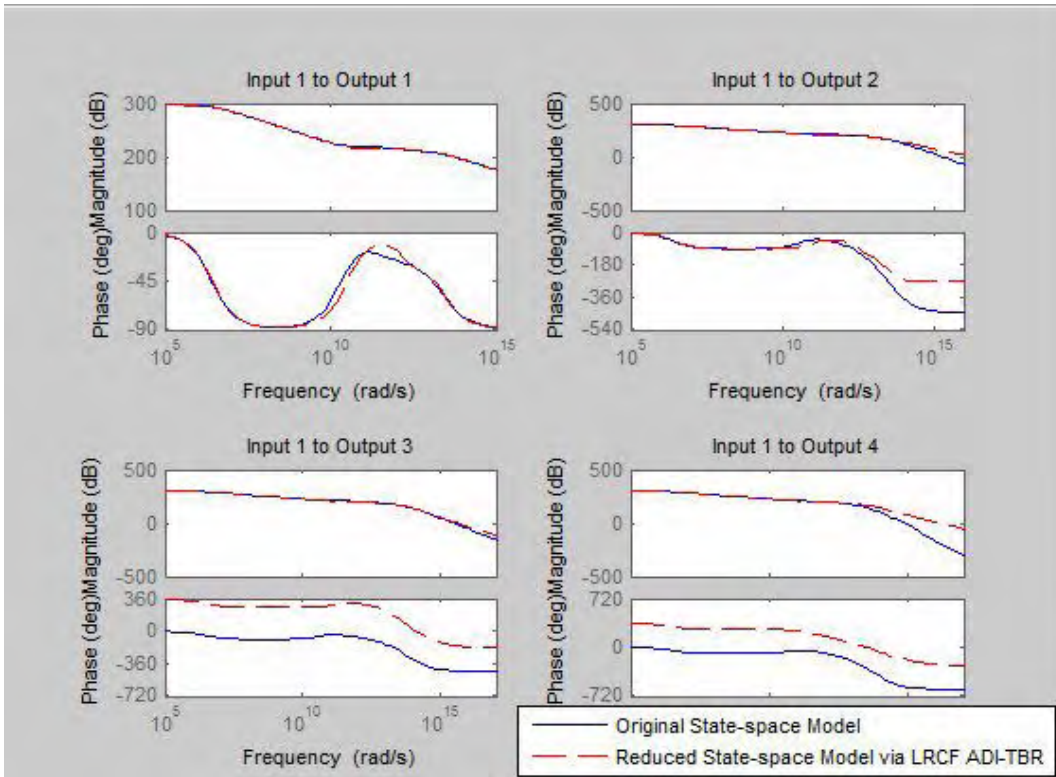 Input 1 to Output 1
Magnitude (dB)
300
200
100
Phase (deg)
0
-45
-90
10^5
10^10
10^15
Frequency (rad/s)
Input 1 to Output 2
Magnitude (dB)
500
0
-500
Phase (deg)
0
-180
-360
-540
10^5
10^10
10^15
Frequency (rad/s)
Input 1 to Output 3
Magnitude (dB)
500
0
-500
Phase (deg)
360
0
-360
-720
10^5
10^10
10^15
Frequency (rad/s)
Input 1 to Output 4
Magnitude (dB)
500
0
-500
Phase (deg)
720
0
-720
Original State-space Model
Reduced State-space Model via LRCF ADI-TBR